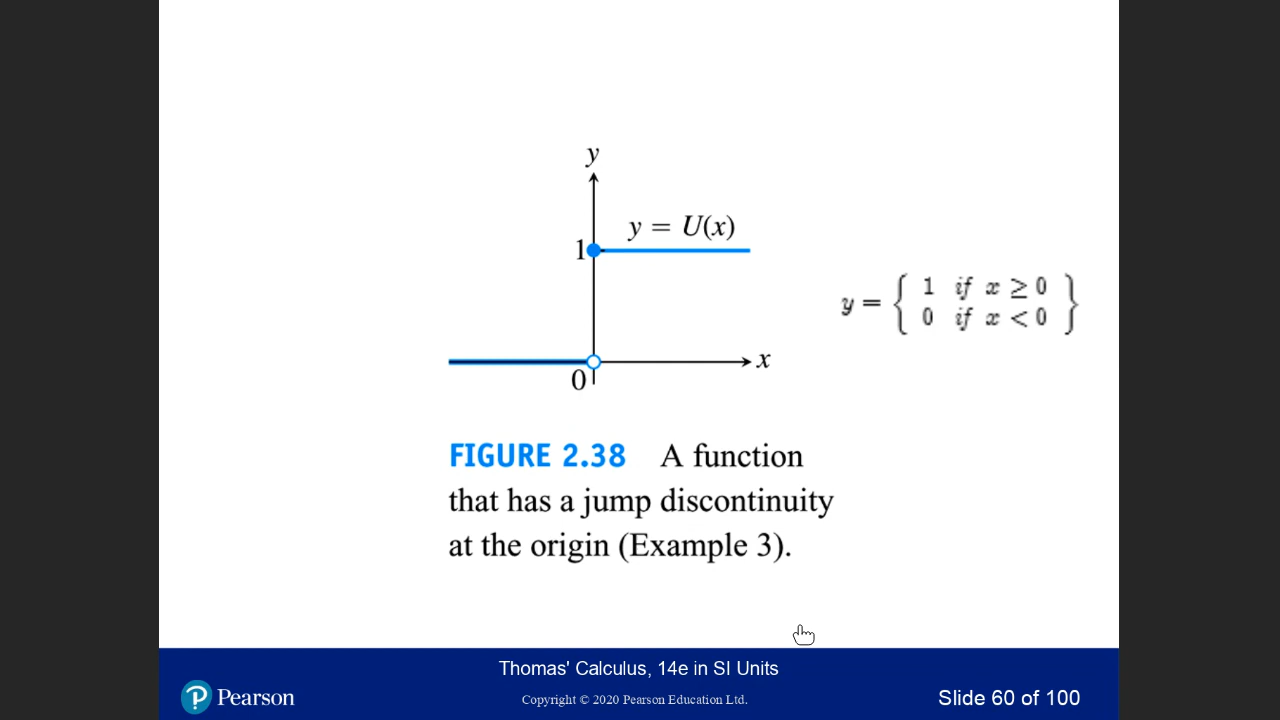 y
y = U(x)
1
y = { 1 if x ≥ 0
0 if x < 0 }
x
0
FIGURE 2.38 A function
that has a jump discontinuity
at the origin (Example 3).
Thomas' Calculus, 14e in SI Units
P Pearson
Copyright © 2020 Pearson Education Ltd.
Slide 60 of 100